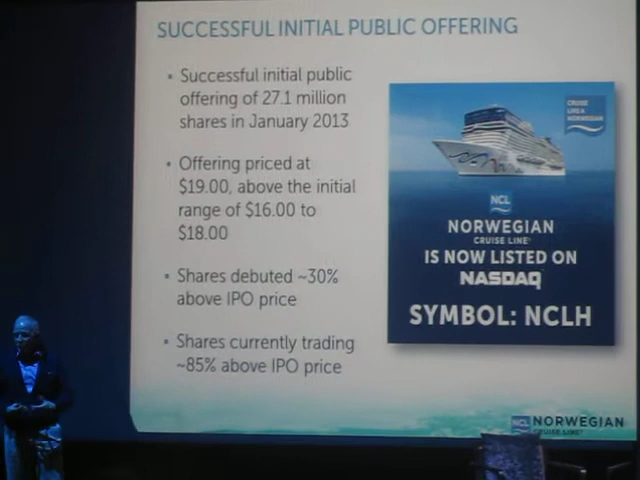 SUCCESSFUL INITIAL PUBLIC OFFERING
• Successful initial public
offering of 27.1 million
shares in January 2013
• Offering priced at
$19.00, above the initial
range of $16.00 to
$18.00
• Shares debuted ~30%
above IPO price
• Shares currently trading
~85% above IPO price
CRUISE
LIKE A
NORWEGIAN
NCL
NORWEGIAN
CRUISE LINE®
IS NOW LISTED ON
NASDAQ
SYMBOL: NCLH
NCL NORWEGIAN
CRUISE LINE®